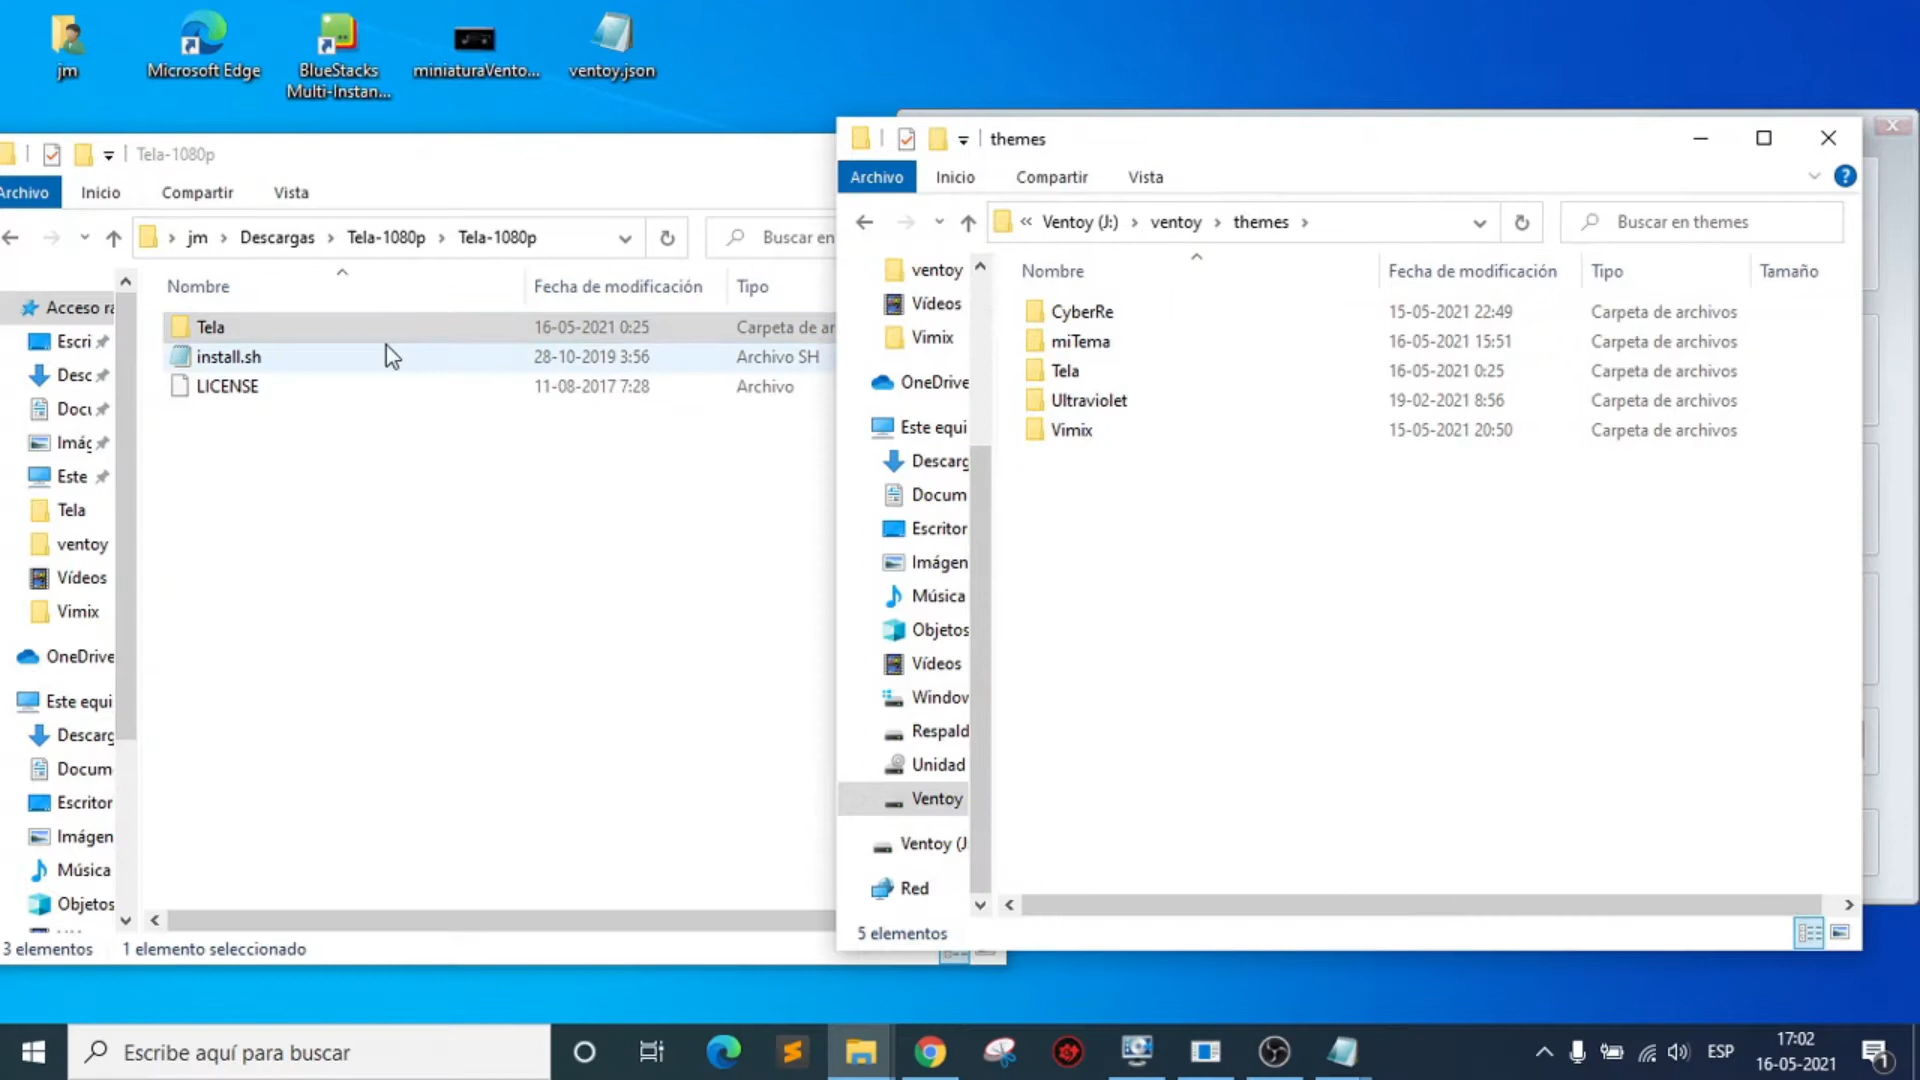 jm
Microsoft Edge
BlueStacks
Multi-Instan...
miniaturaVento...
ventoy.json
Tela-1080p
Archivo
Inicio
Compartir
Vista
jm
Descargas
Tela-1080p
Tela-1080p
Buscar en
Nombre
Fecha de modificación
Tipo
Tela
16-05-2021 0:25
Carpeta de ar
install.sh
28-10-2019 3:56
Archivo SH
LICENSE
11-08-2017 7:28
Archivo
Acceso ra
Escri
Desc
Docu
Imág
Este
Tela
ventoy
Vídeos
Vimix
OneDrive
Este equi
Descarg
Docum
Escritor
Imágen
Música
Objetos
3 elementos
1 elemento seleccionado
themes
Archivo
Inicio
Compartir
Vista
«
Ventoy (J:)
ventoy
themes
Buscar en themes
Nombre
Fecha de modificación
Tipo
Tamaño
CyberRe
15-05-2021 22:49
Carpeta de archivos
miTema
16-05-2021 15:51
Carpeta de archivos
Tela
16-05-2021 0:25
Carpeta de archivos
Ultraviolet
19-02-2021 8:56
Carpeta de archivos
Vimix
15-05-2021 20:50
Carpeta de archivos
ventoy
Vídeos
Vimix
OneDrive
Este equi
Descarg
Docum
Escritor
Imágen
Música
Objetos
Vídeos
Window
Respald
Unidad
Ventoy
Ventoy (J
Red
5 elementos
Escribe aquí para buscar
ESP
17:02
16-05-2021
1